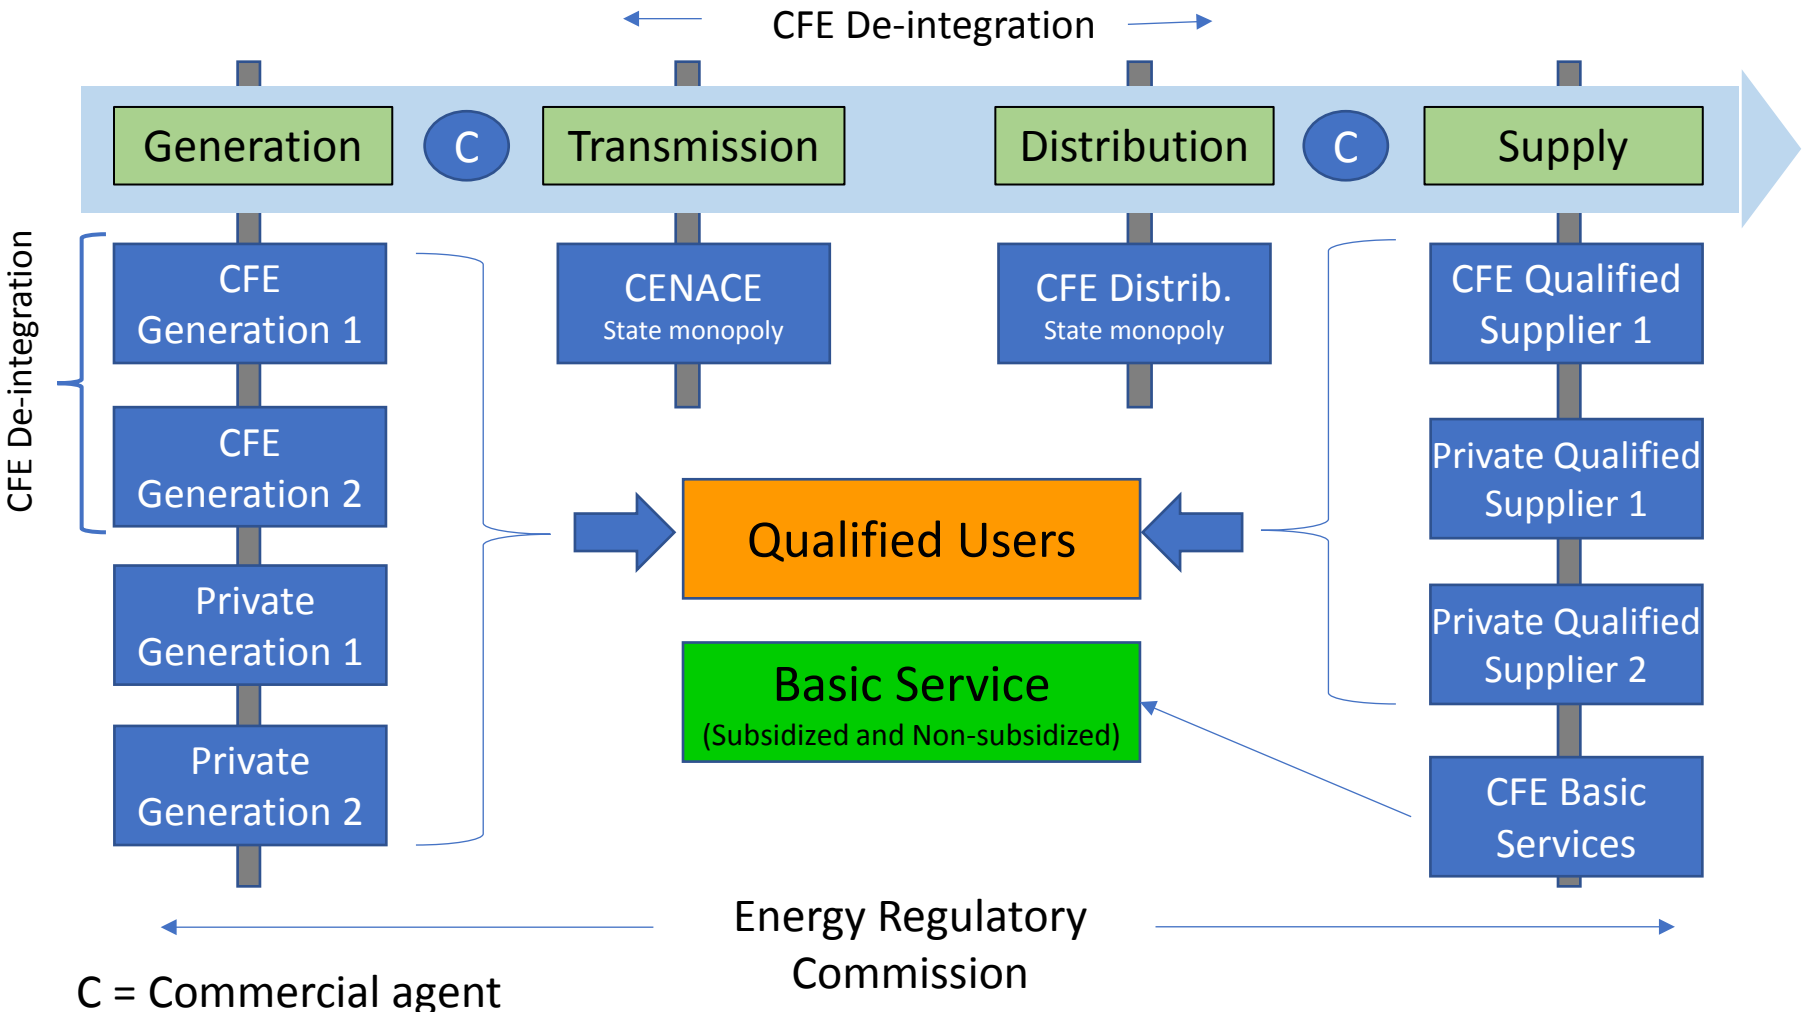 CFE De-integration
Generation
C
Transmission
Distribution
C
Supply
CFE De-integration
CFE
Generation 1
CFE
Generation 2
Private
Generation 1
Private
Generation 2
CENACE
State monopoly
CFE Distrib.
State monopoly
Qualified Users
Basic Service
(Subsidized and Non-subsidized)
CFE Qualified
Supplier 1
Private Qualified
Supplier 1
Private Qualified
Supplier 2
CFE Basic
Services
Energy Regulatory
Commission
C = Commercial agent